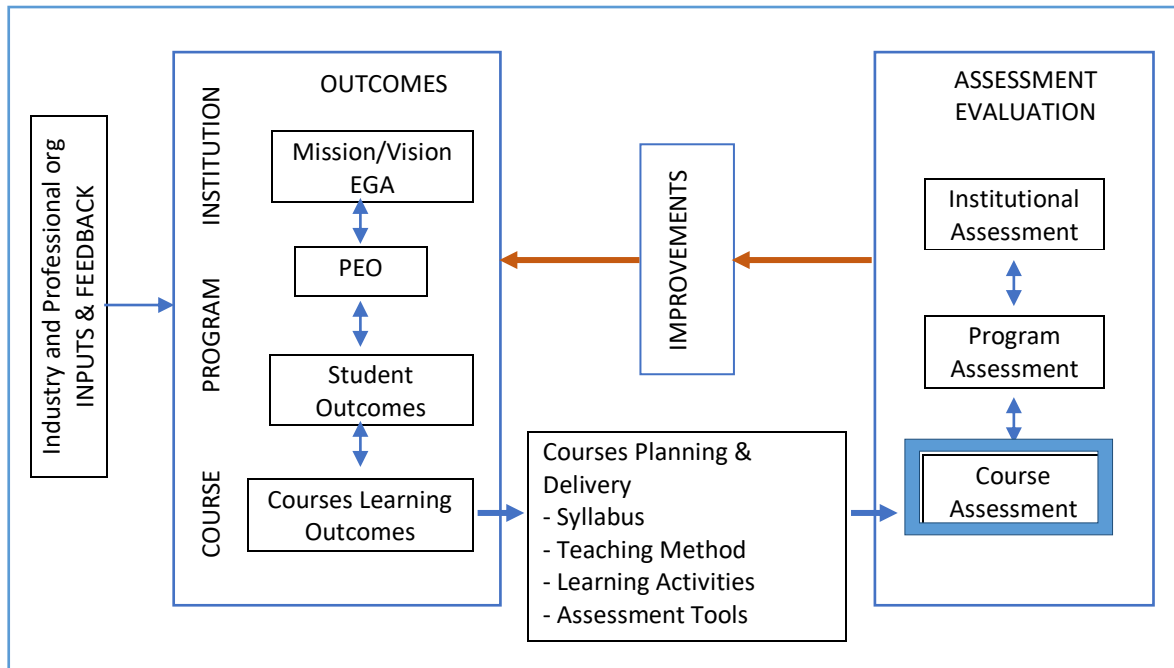 Industry and Professional org
INPUTS & FEEDBACK
INSTITUTION
PROGRAM
COURSE
OUTCOMES
Mission/Vision
EGA
PEO
Student
Outcomes
Courses Learning
Outcomes
IMPROVEMENTS
Courses Planning &
Delivery
- Syllabus
- Teaching Method
- Learning Activities
- Assessment Tools
ASSESSMENT
EVALUATION
Institutional
Assessment
Program
Assessment
Course
Assessment